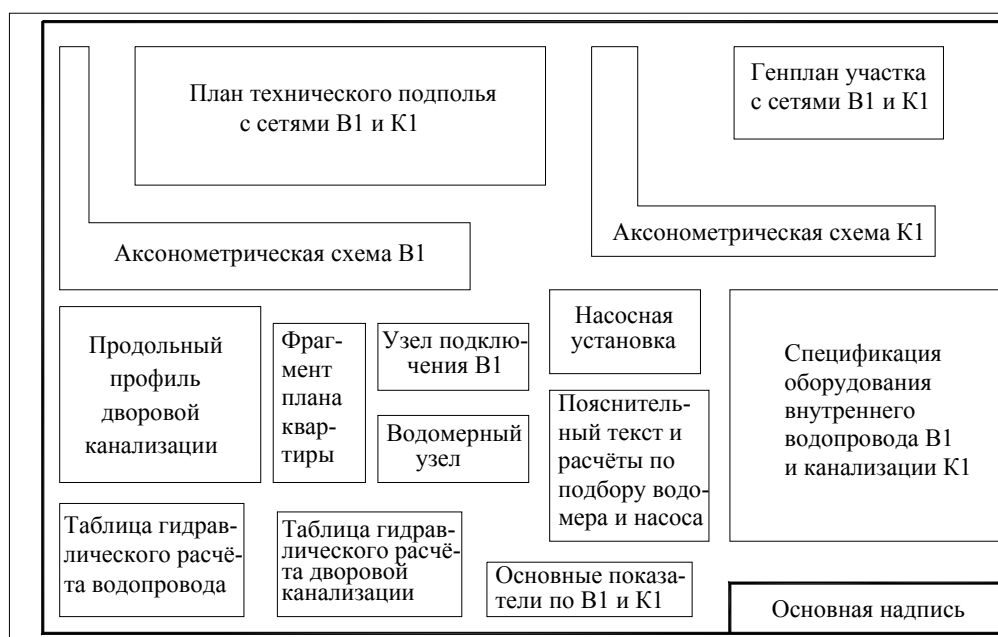 План технического подполья
с сетями В1 и К1
Генплан участка
с сетями В1 и К1
Аксонометрическая схема В1
Аксонометрическая схема К1
Продольный
профиль
дворовой
канализации
Фраг-
мент
плана
квар-
тиры
Узел подклю-
чения В1
Водомерный
узел
Насосная
установка
Пояснитель-
ный текст и
расчёты по
подбору водо-
мера и насоса
Спецификация
оборудования
внутреннего
водопровода В1
и канализации К1
Таблица гидрав-
лического расчё-
та водопровода
Таблица гидрав-
лического расчё-
та дворовой
канализации
Основные показа-
тели по В1 и К1
Основная надпись